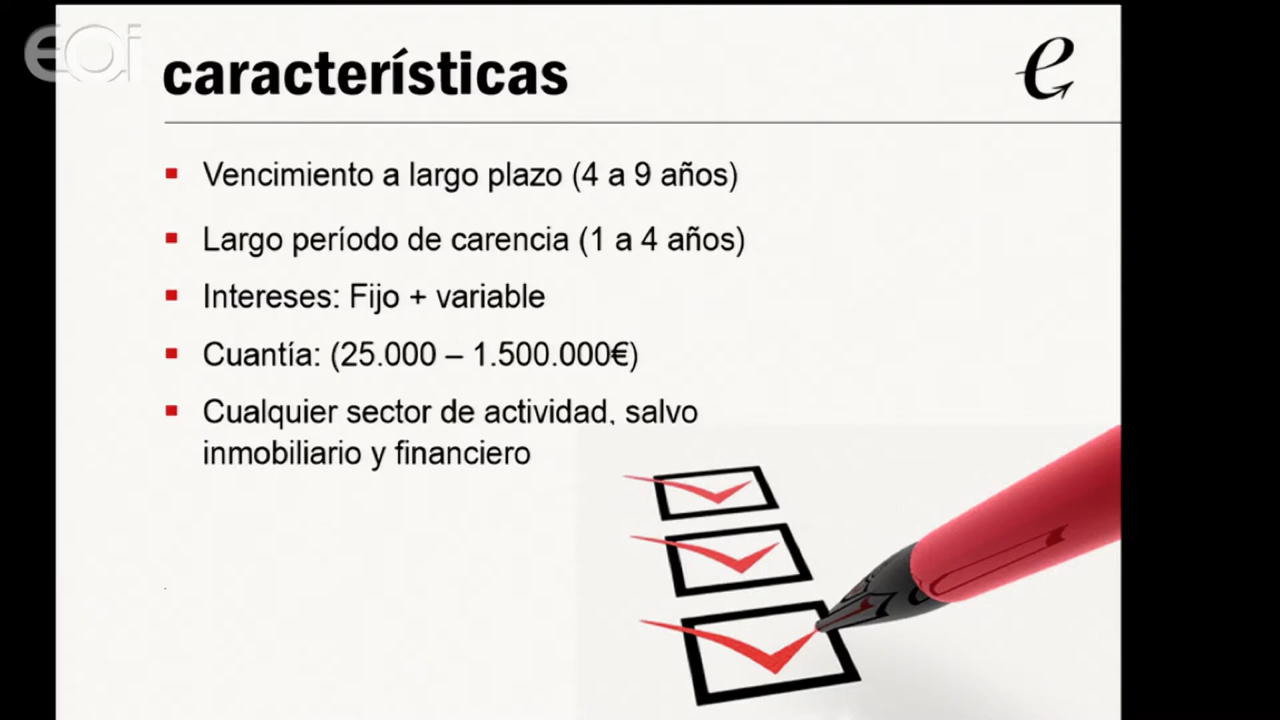 eoi
características
e
Vencimiento a largo plazo (4 a 9 años)
Largo período de carencia (1 a 4 años)
Intereses: Fijo + variable
Cuantía: (25.000 – 1.500.000€)
Cualquier sector de actividad, salvo
inmobiliario y financiero